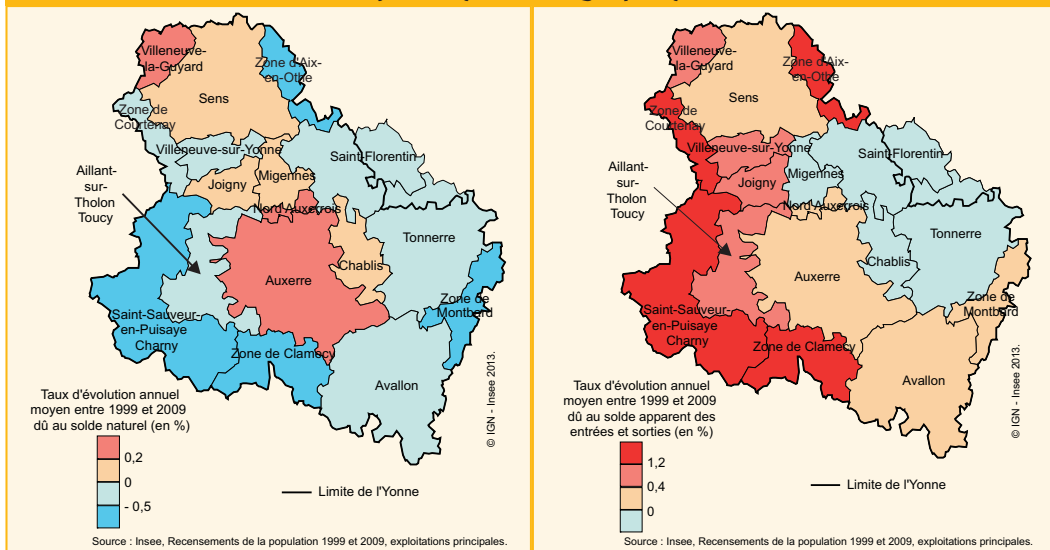 Villeneuve-
la-Guyard
Zone d'Aix-
en-Othe
Sens
Zone de
Courtenay
Villeneuve-sur-Yonne
Saint-Florentin
Migennes
Joigny
Aillant-
sur-
Tholon
Toucy
Nord Auxerrois
Tonnerre
Chablis
Auxerre
Zone de
Montbard
Saint-Sauveur-
en-Puisaye
Charny
Zone de Clamecy
Avallon
Taux d'évolution annuel
moyen entre 1999 et 2009
dû au solde naturel (en %)
0,2
0
- 0,5
Limite de l'Yonne
© IGN - Insee 2013.
Source : Insee, Recensements de la population 1999 et 2009, exploitations principales.
Villeneuve-
la-Guyard
Zone d'Aix-
en-Othe
Sens
Zone de
Courtenay
Villeneuve-sur-Yonne
Saint-Florentin
Migennes
Joigny
Aillant-
sur-
Tholon
Toucy
Nord Auxerrois
Tonnerre
Chablis
Auxerre
Zone de
Montbard
Saint-Sauveur-
en-Puisaye
Charny
Zone de Clamecy
Avallon
Taux d'évolution annuel
moyen entre 1999 et 2009
dû au solde apparent des
entrées et sorties (en %)
1,2
0,4
0
Limite de l'Yonne
© IGN - Insee 2013.
Source : Insee, Recensements de la population 1999 et 2009, exploitations principales.